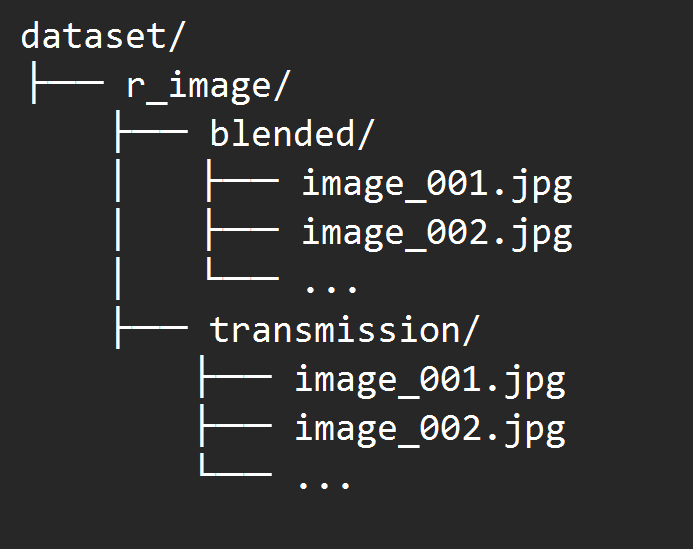 dataset/
├── r_image/
    ├── blended/
    │   ├── image_001.jpg
    │   ├── image_002.jpg
    │   └── ...
    ├── transmission/
        ├── image_001.jpg
        ├── image_002.jpg
        └── ...